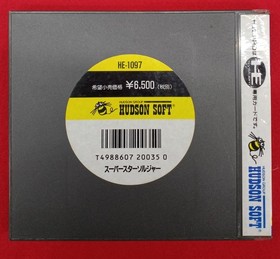 HE-1097
希望小売価格 ¥6,500 (税別)
HUDSON SOFT
T4988607 20035 0
スーパースターソルジャー
HE
HUDSON SOFT